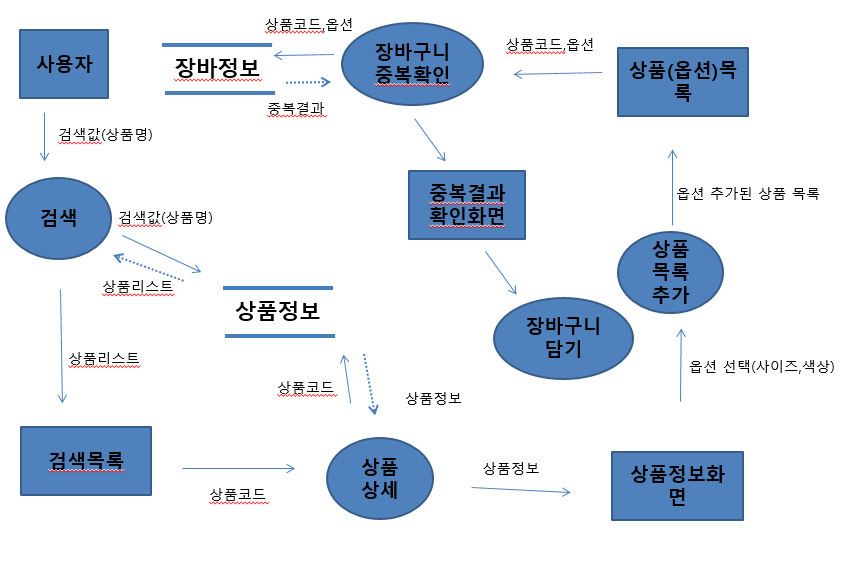 상품코드,옵션
사용자
장바정보
장바구니
중복확인
상품코드,옵션
상품(옵션)목
록
중복결과
검색값(상품명)
중복결과
확인화면
옵션 추가된 상품 목록
검색
검색값(상품명)
상품
목록
추가
상품리스트
상품정보
장바구니
담기
상품리스트
옵션 선택(사이즈,색상)
상품코드
상품정보
검색목록
상품
상세
상품정보
상품정보화
면
상품코드